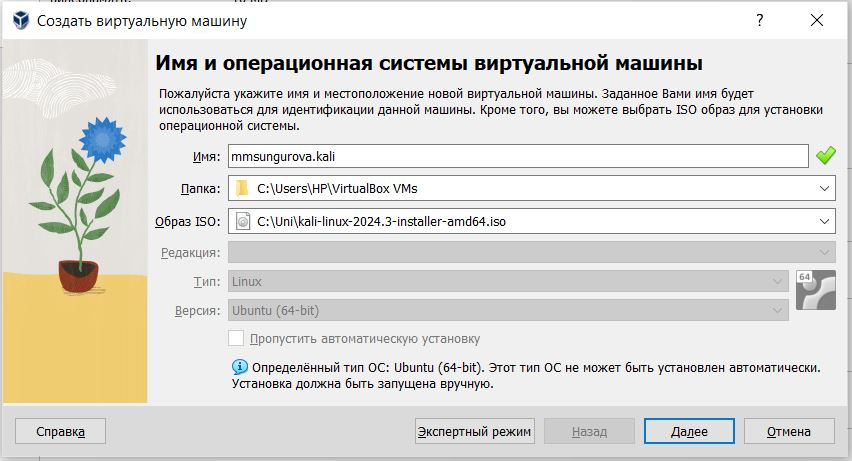 Создать виртуальную машину
?
Имя и операционная системы виртуальной машины
Пожалуйста укажите имя и местоположение новой виртуальной машины. Заданное Вами имя будет
использоваться для идентификации данной машины. Кроме того, вы можете выбрать ISO образ для установки
операционной системы.
Имя: mmsungurova.kali
Папка: C:\Users\HP\VirtualBox VMs
Образ ISO: C:\Uni\kali-linux-2024.3-installer-amd64.iso
Редакция:
Тип: Linux
64
Версия: Ubuntu (64-bit)
Пропустить автоматическую установку
Определённый тип ОС: Ubuntu (64-bit). Этот тип ОС не может быть установлен автоматически.
Установка должна быть запущена вручную.
Справка Экспертный режим Назад Далее Отмена